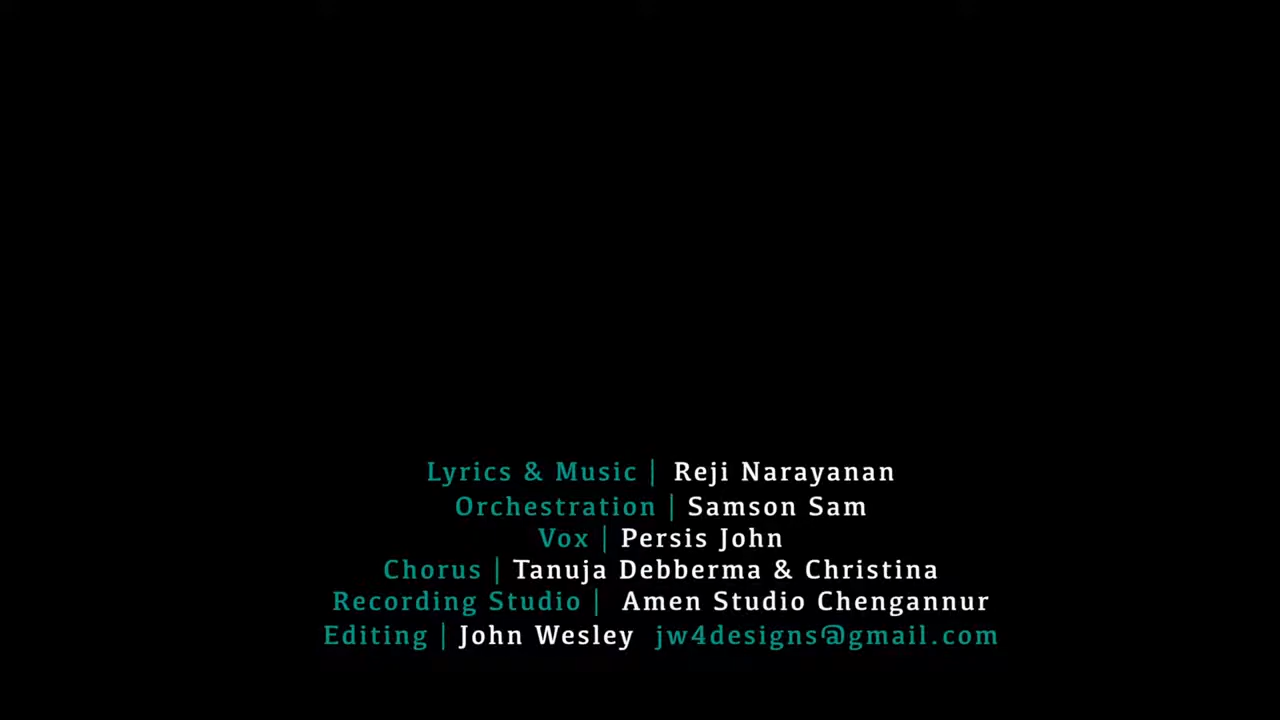 Lyrics & Music | Reji Narayanan
Orchestration | Samson Sam
Vox | Persis John
Chorus | Tanuja Debberma & Christina
Recording Studio | Amen Studio Chengannur
Editing | John Wesley jw4designs@gmail.com